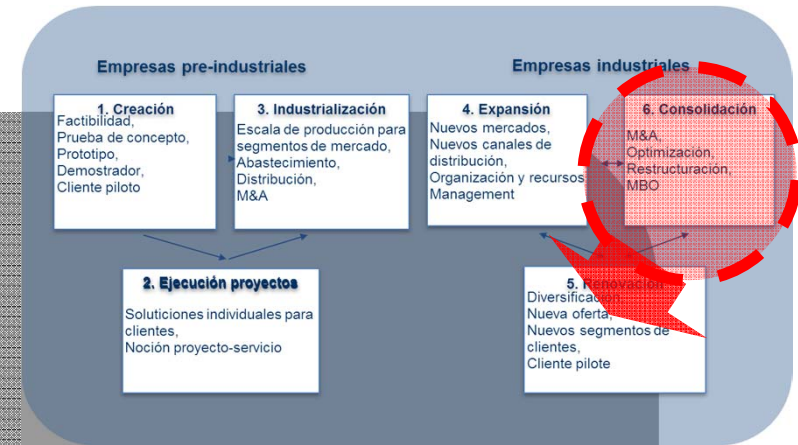 Empresas pre-industriales
Empresas industriales
1. Creación
Factibilidad,
Prueba de concepto,
Prototipo,
Demostrador,
Cliente piloto
3. Industrialización
Escala de producción para
segmentos de mercado,
Abastecimiento,
Distribución,
M&A
4. Expansión
Nuevos mercados,
Nuevos canales de
distribución,
Organización y recursos
Management
6. Consolidación
M&A,
Optimización,
Restructuración,
MBO
2. Ejecución proyectos
Soluticiones individuales para
clientes,
Noción proyecto-servicio
5. Renovación
Diversificación
Nueva oferta,
Nuevos segmentos de
clientes,
Cliente pilote